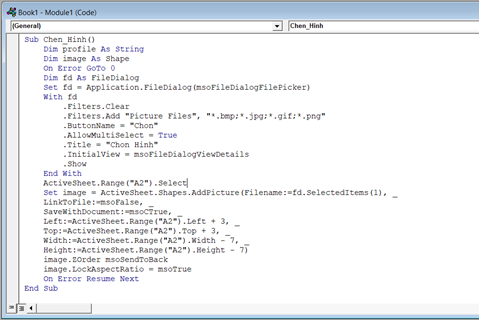 Book1 - Module1 (Code)
(General)
Chen_Hinh
Sub Chen_Hinh()
Dim profile As String
Dim image As Shape
On Error GoTo 0
Dim fd As FileDialog
Set fd = Application.FileDialog(msoFileDialogFilePicker)
With fd
.Filters.Clear
.Filters.Add "Picture Files", "*.bmp;*.jpg;*.gif;*.png"
.ButtonName = "Chon"
.AllowMultiSelect = True
.Title = "Chon Hinh"
.InitialView = msoFileDialogViewDetails
.Show
End With
ActiveSheet.Range("A2").Select
Set image = ActiveSheet.Shapes.AddPicture(Filename:=fd.SelectedItems(1), _
LinkToFile:=msoFalse, _
SaveWithDocument:=msoCTrue, _
Left:=ActiveSheet.Range("A2").Left + 3, _
Top:=ActiveSheet.Range("A2").Top + 3, _
Width:=ActiveSheet.Range("A2").Width - 7, _
Height:=ActiveSheet.Range("A2").Height - 7)
image.ZOrder msoSendToBack
image.LockAspectRatio = msoTrue
On Error Resume Next
End Sub